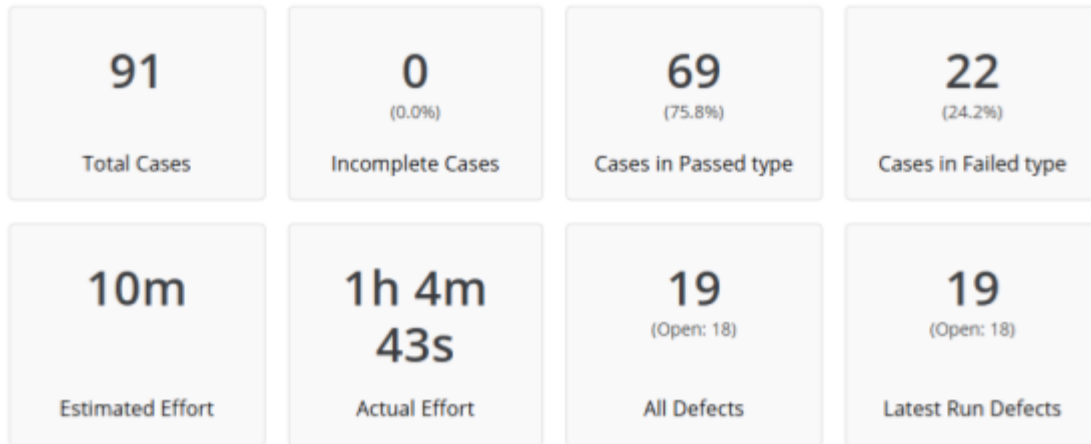 91
0
69
22
(0.0%)
(75.8%)
(24.2%)
Total Cases
Incomplete Cases
Cases in Passed type
Cases in Failed type
10m
1h 4m
43s
19
19
(Open: 18)
(Open: 18)
Estimated Effort
Actual Effort
All Defects
Latest Run Defects